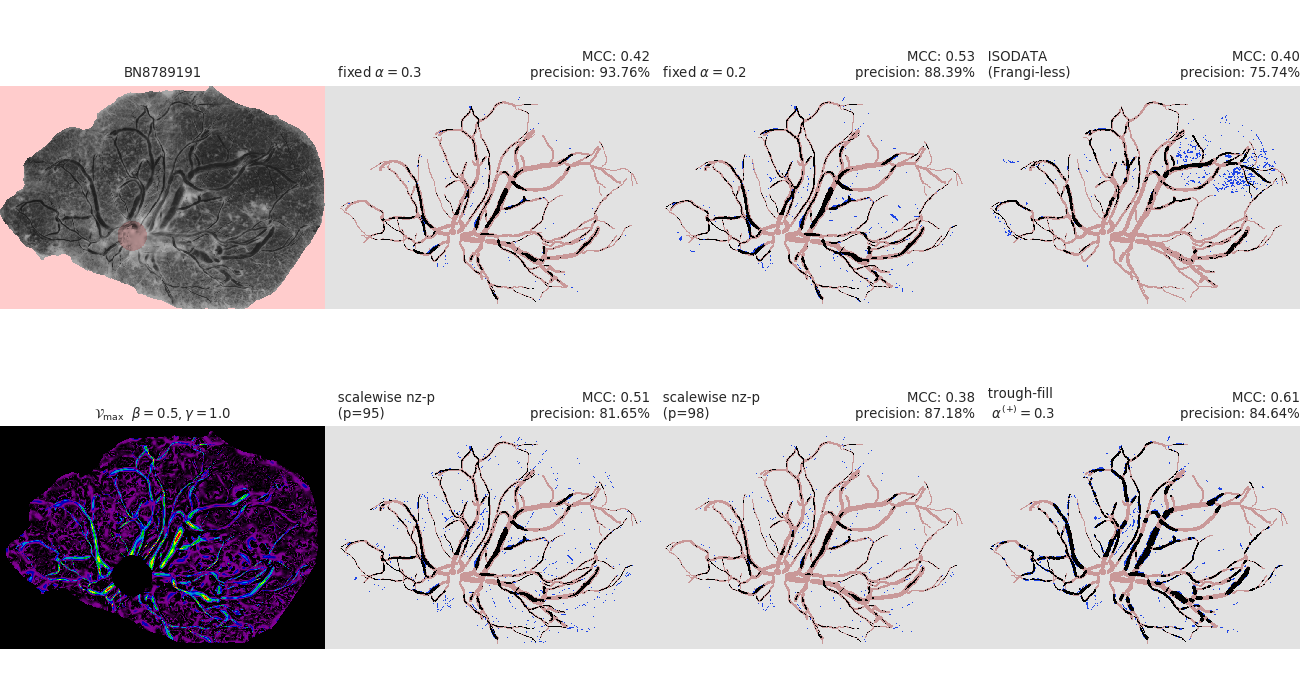 BN8789191
fixed α = 0.3
MCC: 0.42
precision: 93.76%
fixed α = 0.2
MCC: 0.53
precision: 88.39%
ISODATA
(Frangi-less)
MCC: 0.40
precision: 75.74%
𝒱max β = 0.5, γ = 1.0
scalewise nz-p
(p=95)
MCC: 0.51
precision: 81.65%
scalewise nz-p
(p=98)
MCC: 0.38
precision: 87.18%
trough-fill
α(+) = 0.3
MCC: 0.61
precision: 84.64%